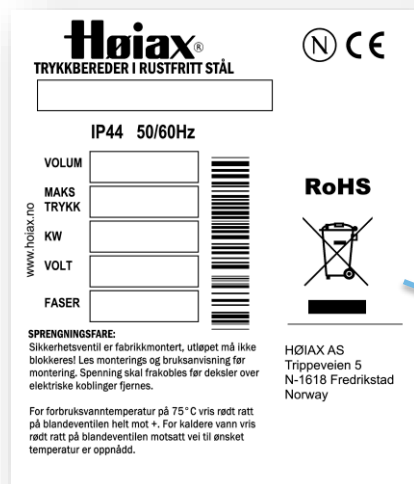 Høiax®
TRYKKBEREDER I RUSTFRITT STÅL
IP44 50/60Hz
VOLUM
MAKS
TRYKK
KW
VOLT
FASER
www.hoiax.no
SPRENGNINGSFARE:
Sikkerhetsventil er fabrikkmontert, utløpet må ikke
blokkeres! Les monterings og bruksanvisning før
montering. Spenning skal frakobles før deksler over
elektriske koblinger fjernes.
For forbruksvanntemperatur på 75°C vris rødt ratt
på blandeventilen helt mot +. For kaldere vann vris
rødt ratt på blandeventilen motsatt vei til ønsket
temperatur er oppnådd.
N CE
RoHS
HØIAX AS
Trippeveien 5
N-1618 Fredrikstad
Norway